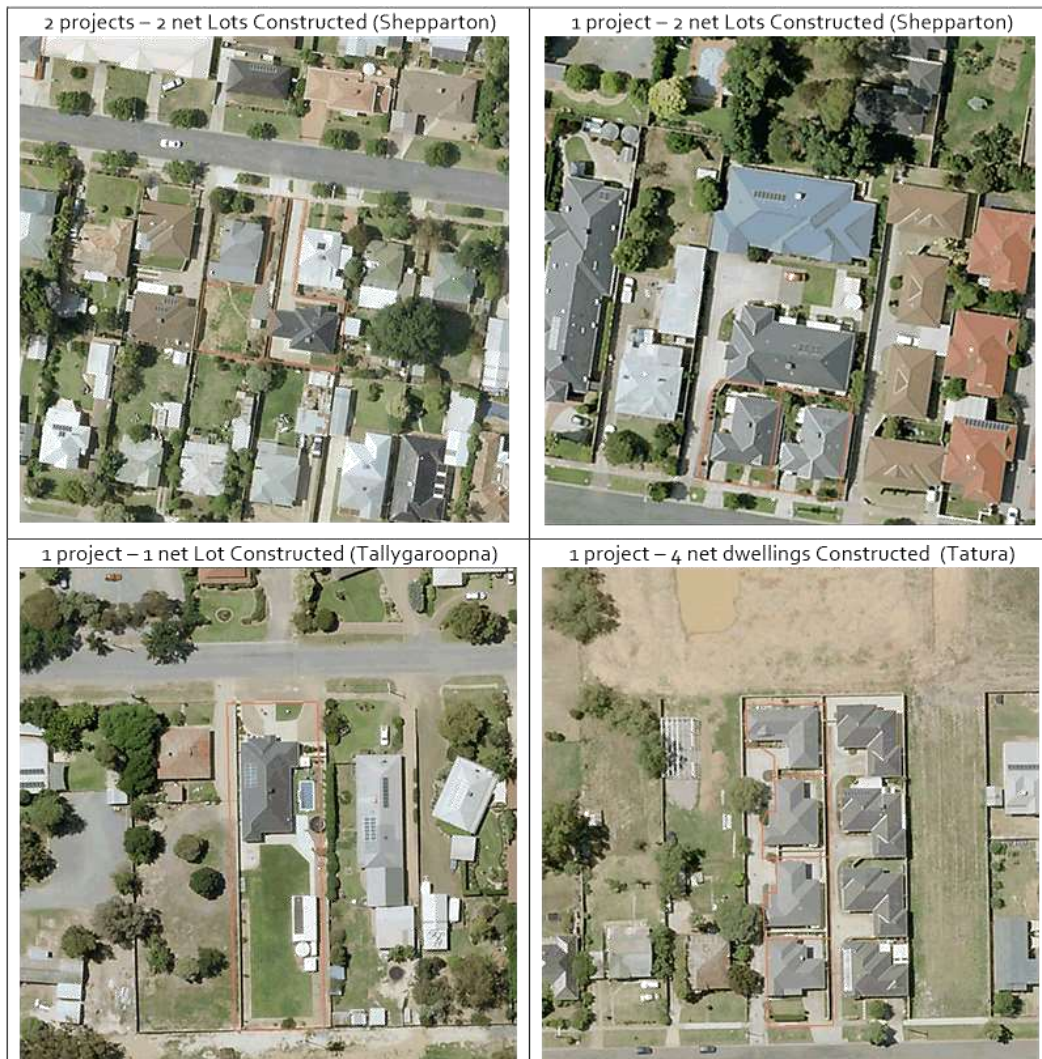 2 projects – 2 net Lots Constructed (Shepparton)
1 project – 2 net Lots Constructed (Shepparton)
1 project – 1 net Lot Constructed (Tallygaroopna)
1 project – 4 net dwellings Constructed (Tatura)